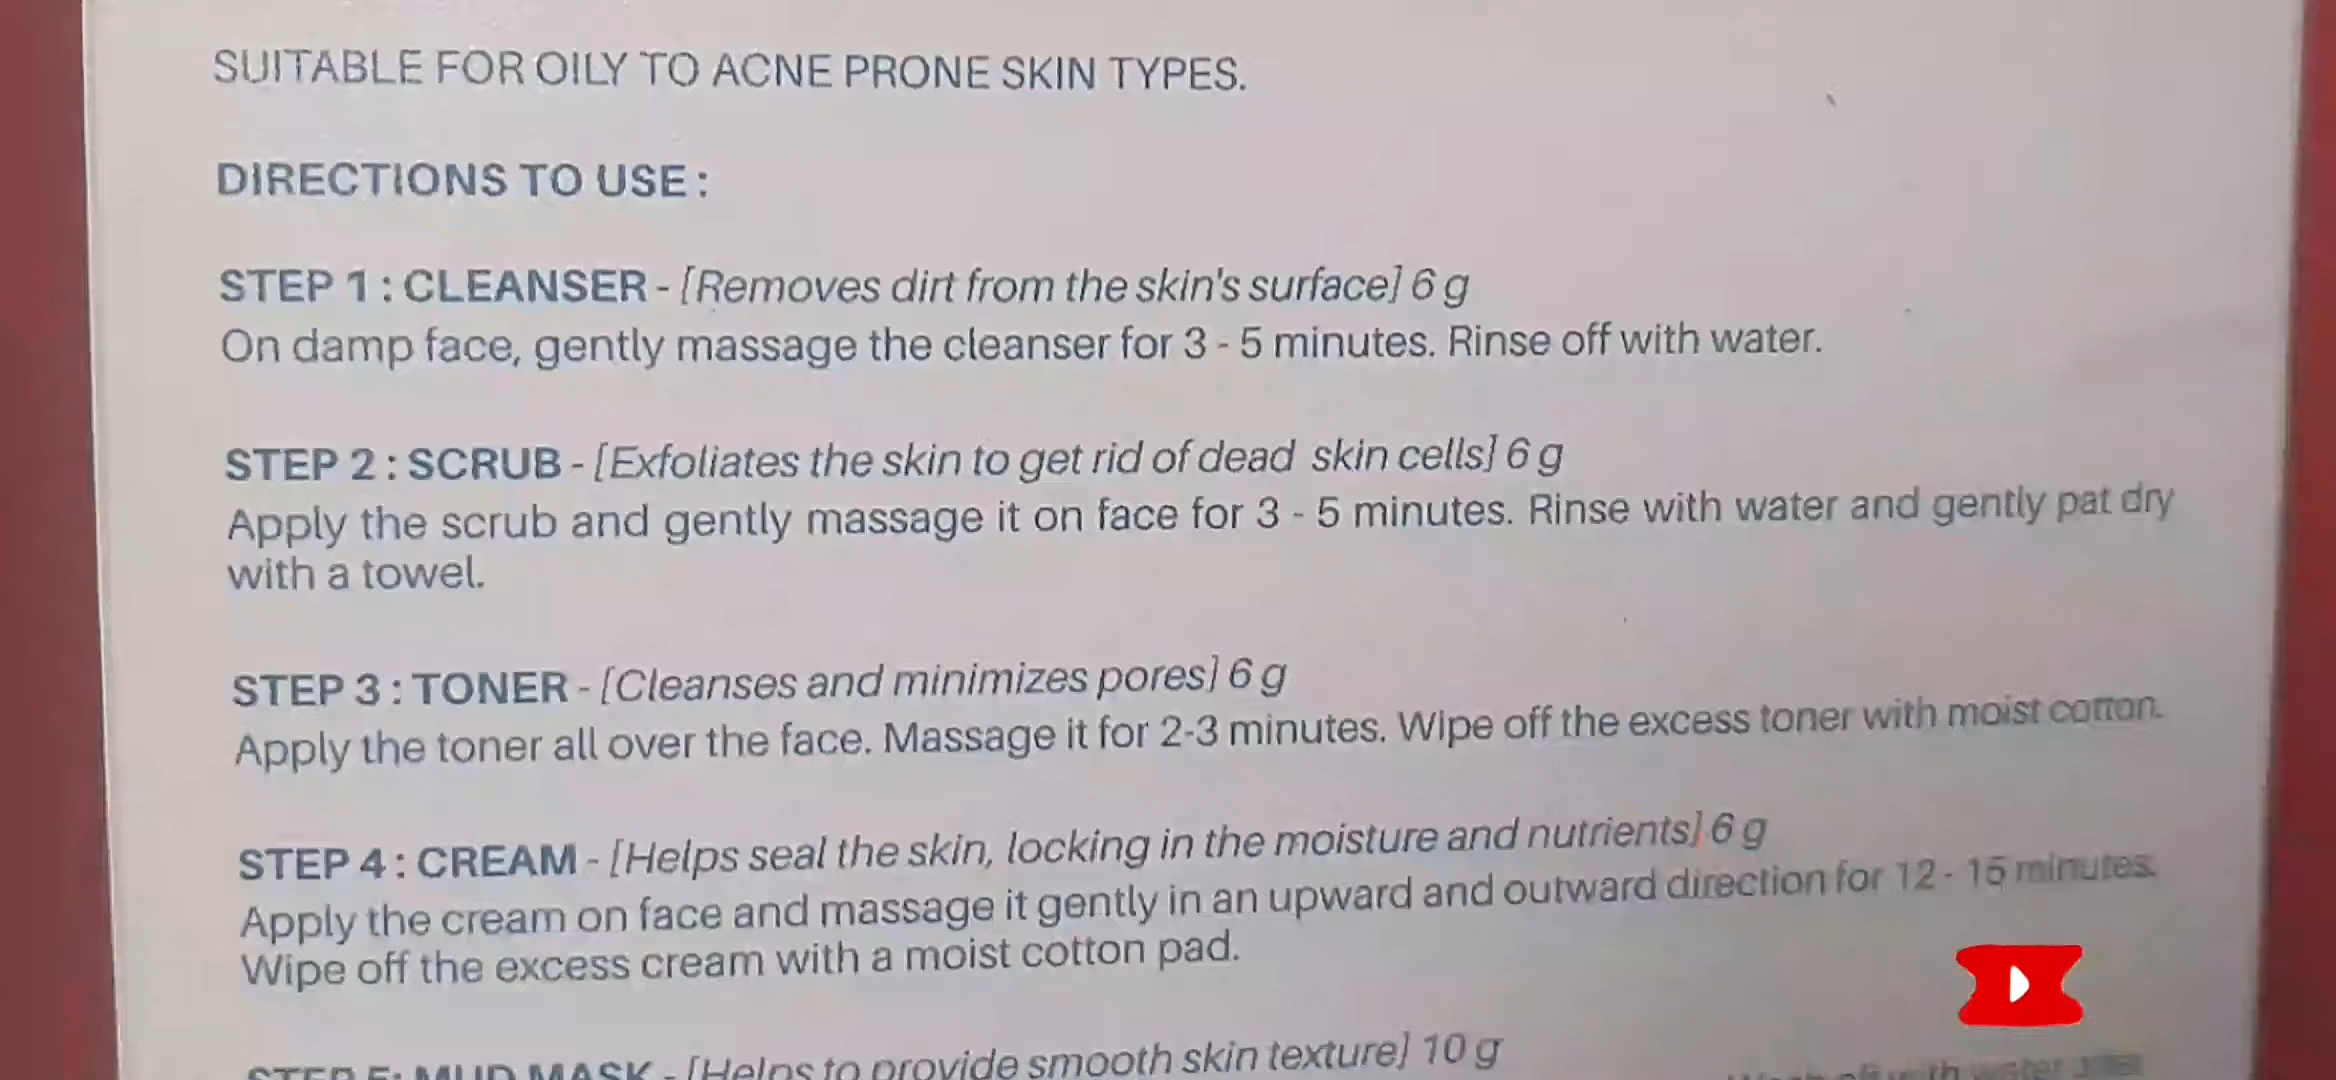 SUITABLE FOR OILY TO ACNE PRONE SKIN TYPES.
DIRECTIONS TO USE :
STEP 1 : CLEANSER - [Removes dirt from the skin's surface] 6 g
On damp face, gently massage the cleanser for 3 - 5 minutes. Rinse off with water.
STEP 2 : SCRUB - [Exfoliates the skin to get rid of dead skin cells] 6 g
Apply the scrub and gently massage it on face for 3 - 5 minutes. Rinse with water and gently pat dry
with a towel.
STEP 3 : TONER - [Cleanses and minimizes pores] 6 g
Apply the toner all over the face. Massage it for 2-3 minutes. Wipe off the excess toner with moist cotton.
STEP 4 : CREAM - [Helps seal the skin, locking in the moisture and nutrients] 6 g
Apply the cream on face and massage it gently in an upward and outward direction for 12 - 15 minutes.
Wipe off the excess cream with a moist cotton pad.
STEP 5: MUD MASK - [Helps to provide smooth skin texture] 10 g
with water